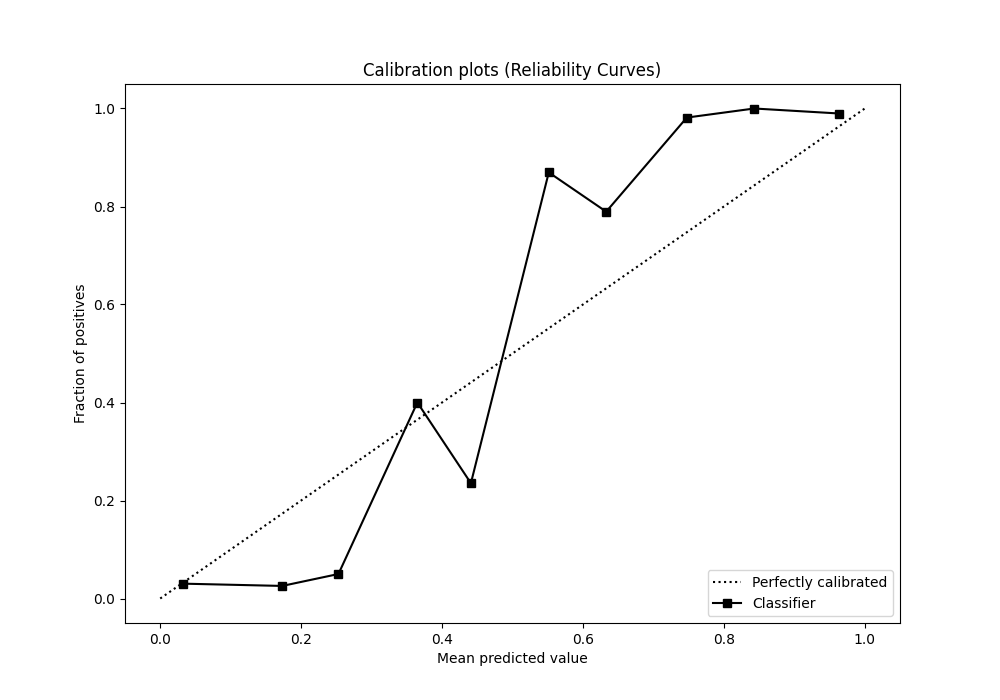 Calibration plots (Reliability Curves)
Fraction of positives
1.0
0.8
0.6
0.4
0.2
0.0
0.0 0.2 0.4 0.6 0.8 1.0
Mean predicted value
Perfectly calibrated
Classifier